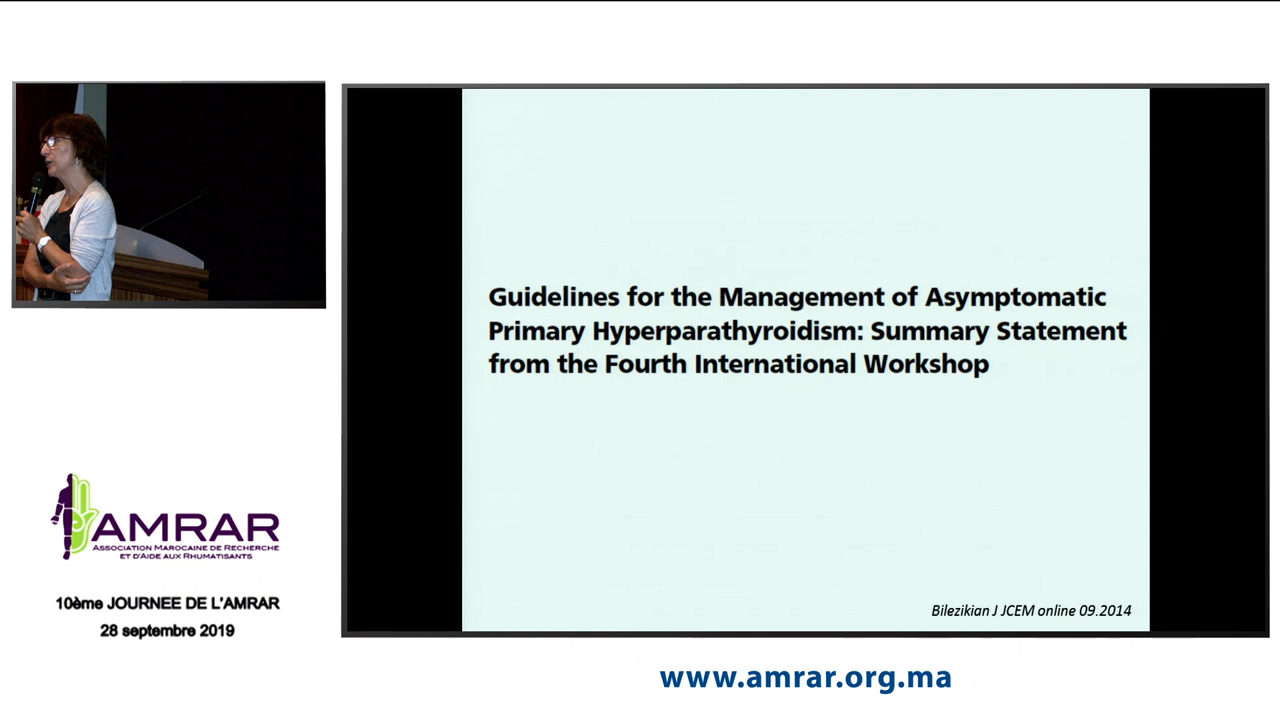 Guidelines for the Management of Asymptomatic
Primary Hyperparathyroidism: Summary Statement
from the Fourth International Workshop
Bilezikian J JCEM online 09.2014
AMRAR
ASSOCIATION MAROCAINE DE RECHERCHE
ET D'AIDE AUX RHUMATISANTS
10ème JOURNEE DE L'AMRAR
28 septembre 2019
www.amrar.org.ma